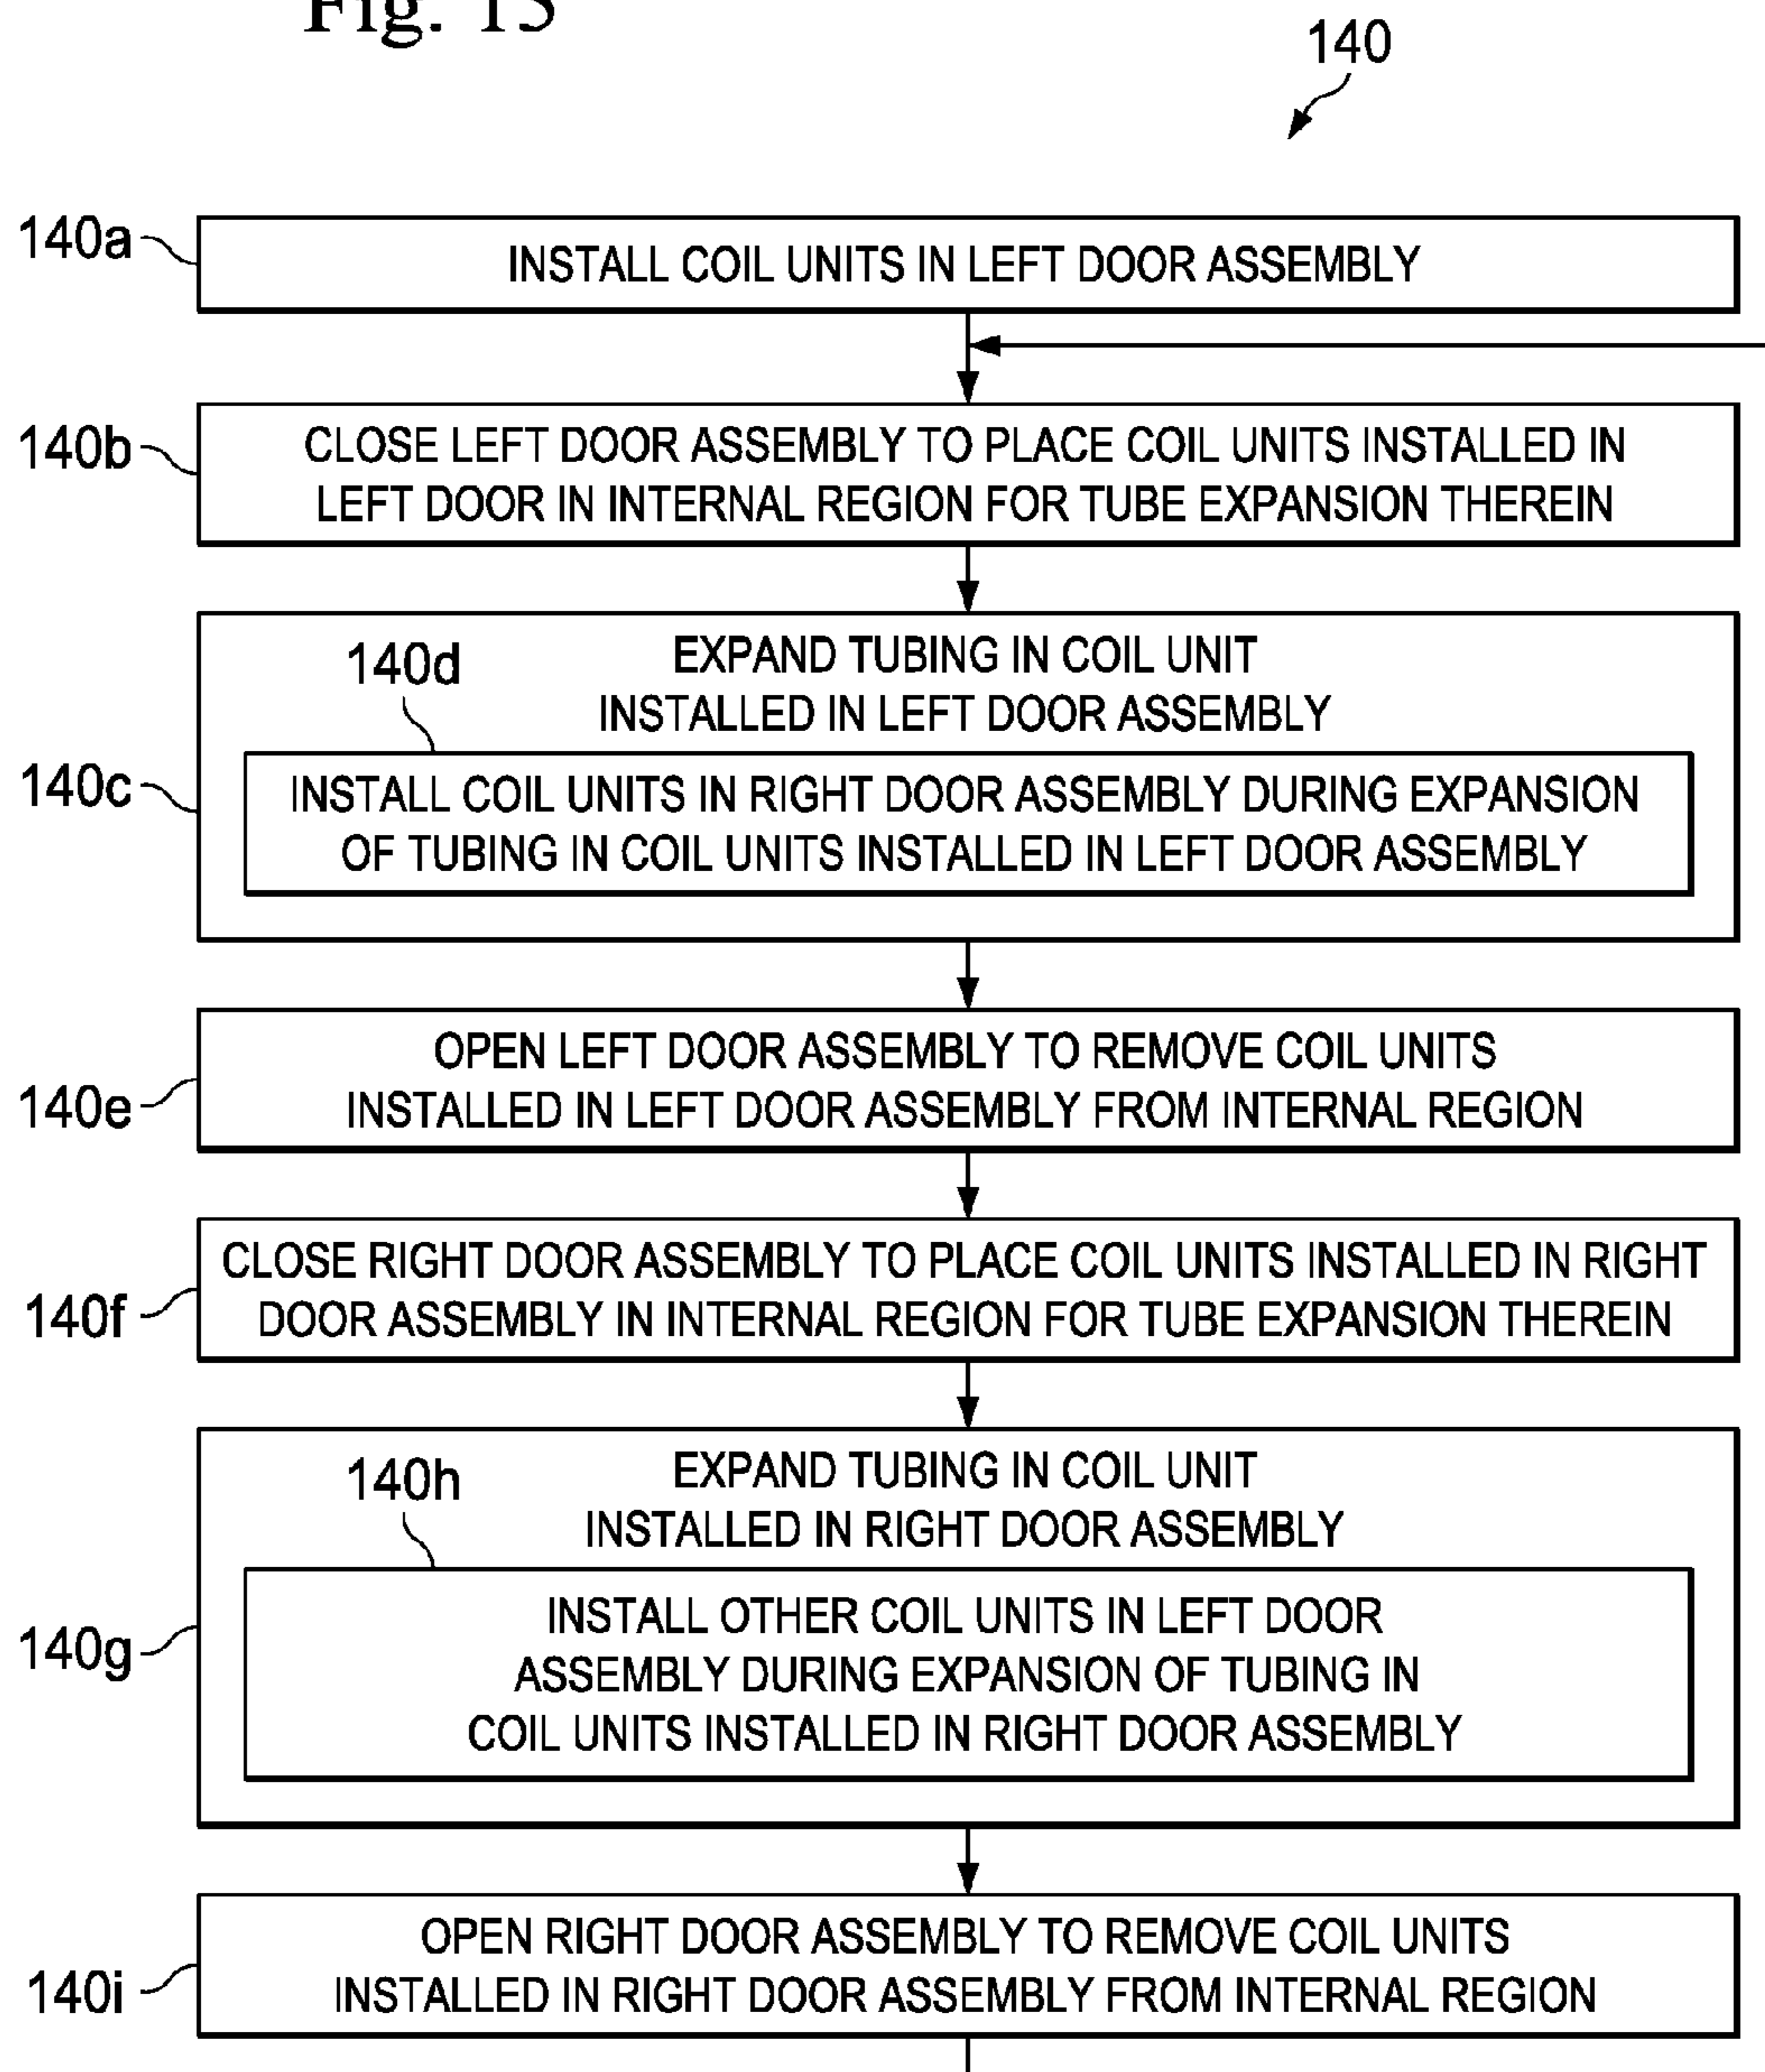 Fig. 15
140
140a
INSTALL COIL UNITS IN LEFT DOOR ASSEMBLY
140b
CLOSE LEFT DOOR ASSEMBLY TO PLACE COIL UNITS INSTALLED IN
LEFT DOOR IN INTERNAL REGION FOR TUBE EXPANSION THEREIN
140c
EXPAND TUBING IN COIL UNIT
INSTALLED IN LEFT DOOR ASSEMBLY
140d
INSTALL COIL UNITS IN RIGHT DOOR ASSEMBLY DURING EXPANSION
OF TUBING IN COIL UNITS INSTALLED IN LEFT DOOR ASSEMBLY
140e
OPEN LEFT DOOR ASSEMBLY TO REMOVE COIL UNITS
INSTALLED IN LEFT DOOR ASSEMBLY FROM INTERNAL REGION
140f
CLOSE RIGHT DOOR ASSEMBLY TO PLACE COIL UNITS INSTALLED IN RIGHT
DOOR ASSEMBLY IN INTERNAL REGION FOR TUBE EXPANSION THEREIN
140g
EXPAND TUBING IN COIL UNIT
INSTALLED IN RIGHT DOOR ASSEMBLY
140h
INSTALL OTHER COIL UNITS IN LEFT DOOR
ASSEMBLY DURING EXPANSION OF TUBING IN
COIL UNITS INSTALLED IN RIGHT DOOR ASSEMBLY
140i
OPEN RIGHT DOOR ASSEMBLY TO REMOVE COIL UNITS
INSTALLED IN RIGHT DOOR ASSEMBLY FROM INTERNAL REGION